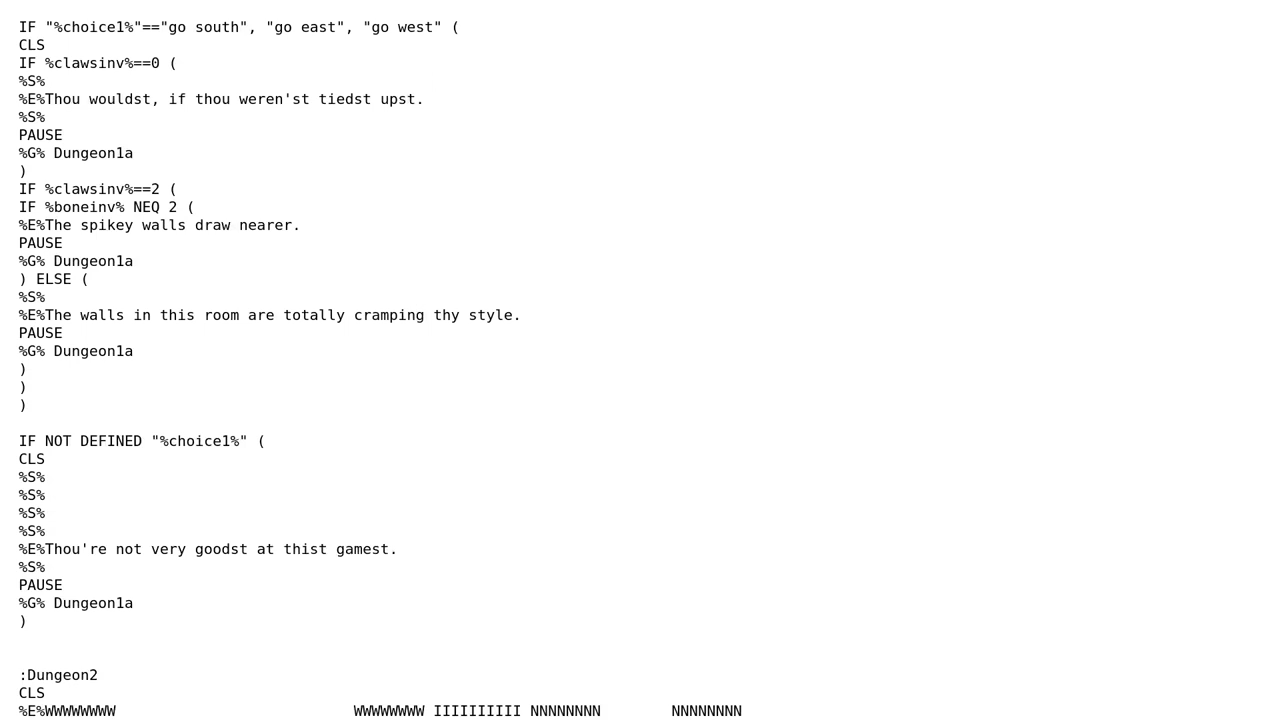 IF "%choice1%"=="go south", "go east", "go west" (
CLS
IF %clawsinv%==0 (
%S%
%E%Thou wouldst, if thou weren'st tiedst upst.
%S%
PAUSE
%G% Dungeon1a
)
IF %clawsinv%==2 (
IF %boneinv% NEQ 2 (
%E%The spikey walls draw nearer.
PAUSE
%G% Dungeon1a
) ELSE (
%S%
%E%The walls in this room are totally cramping thy style.
PAUSE
%G% Dungeon1a
)
)
)

IF NOT DEFINED "%choice1%" (
CLS
%S%
%S%
%S%
%S%
%E%Thou're not very goodst at thist gamest.
%S%
PAUSE
%G% Dungeon1a
)


:Dungeon2
CLS
%E%WWWWWWWW                           WWWWWWWW IIIIIIIIII NNNNNNNN        NNNNNNNN